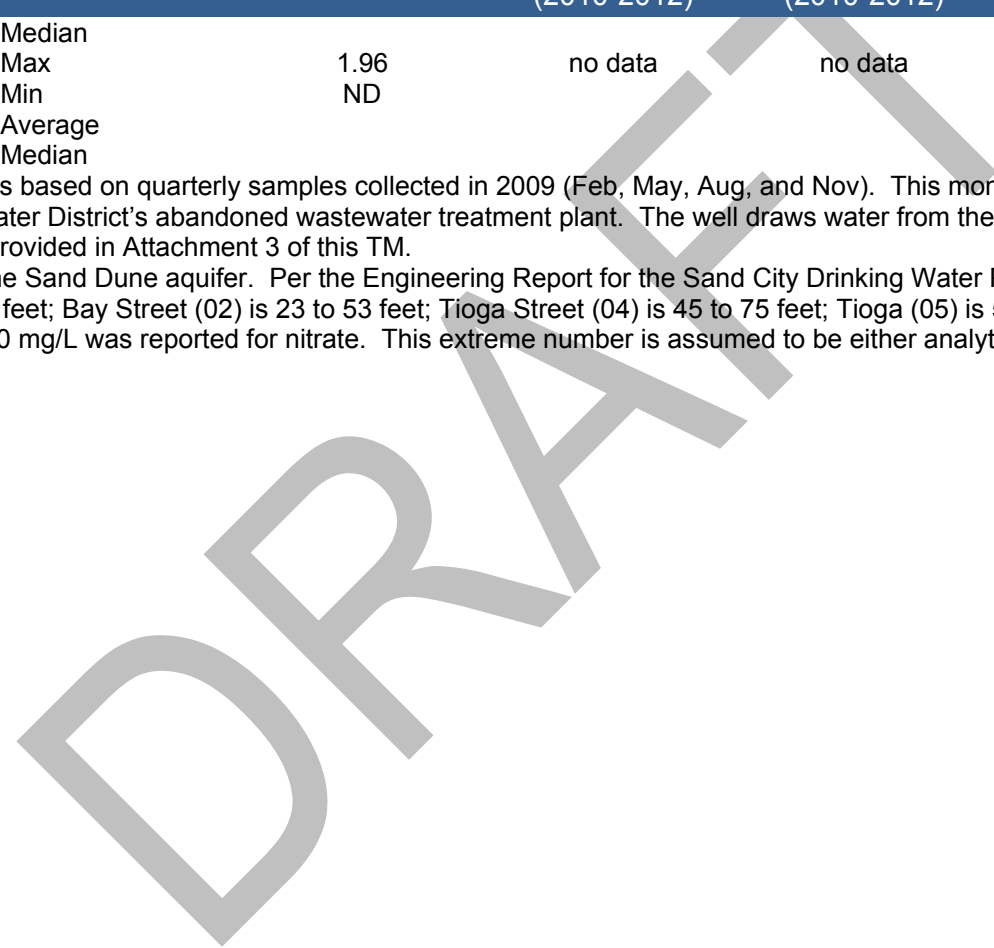 (2010-2012) (2010-2012)
Median
Max 1.96 no data no data
Min ND
Average
Median
s based on quarterly samples collected in 2009 (Feb, May, Aug, and Nov). This mon
ater District's abandoned wastewater treatment plant. The well draws water from the
rovided in Attachment 3 of this TM.
ne Sand Dune aquifer. Per the Engineering Report for the Sand City Drinking Water
feet; Bay Street (02) is 23 to 53 feet; Tioga Street (04) is 45 to 75 feet; Tioga (05) is
0 mg/L was reported for nitrate. This extreme number is assumed to be either analyt
DRAFT